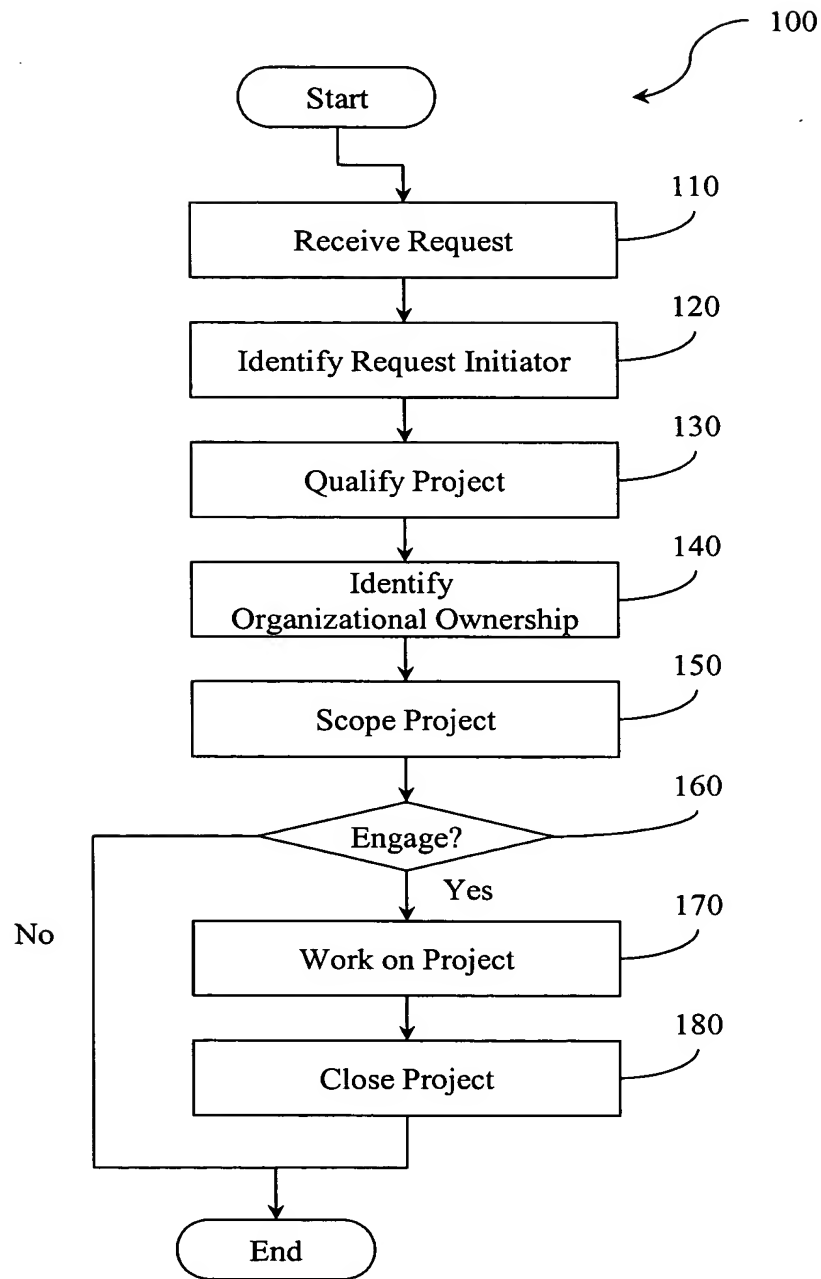 100
Start
110
Receive Request
120
Identify Request Initiator
130
Qualify Project
140
Identify
Organizational Ownership
150
Scope Project
160
Engage?
Yes
No
170
Work on Project
180
Close Project
End